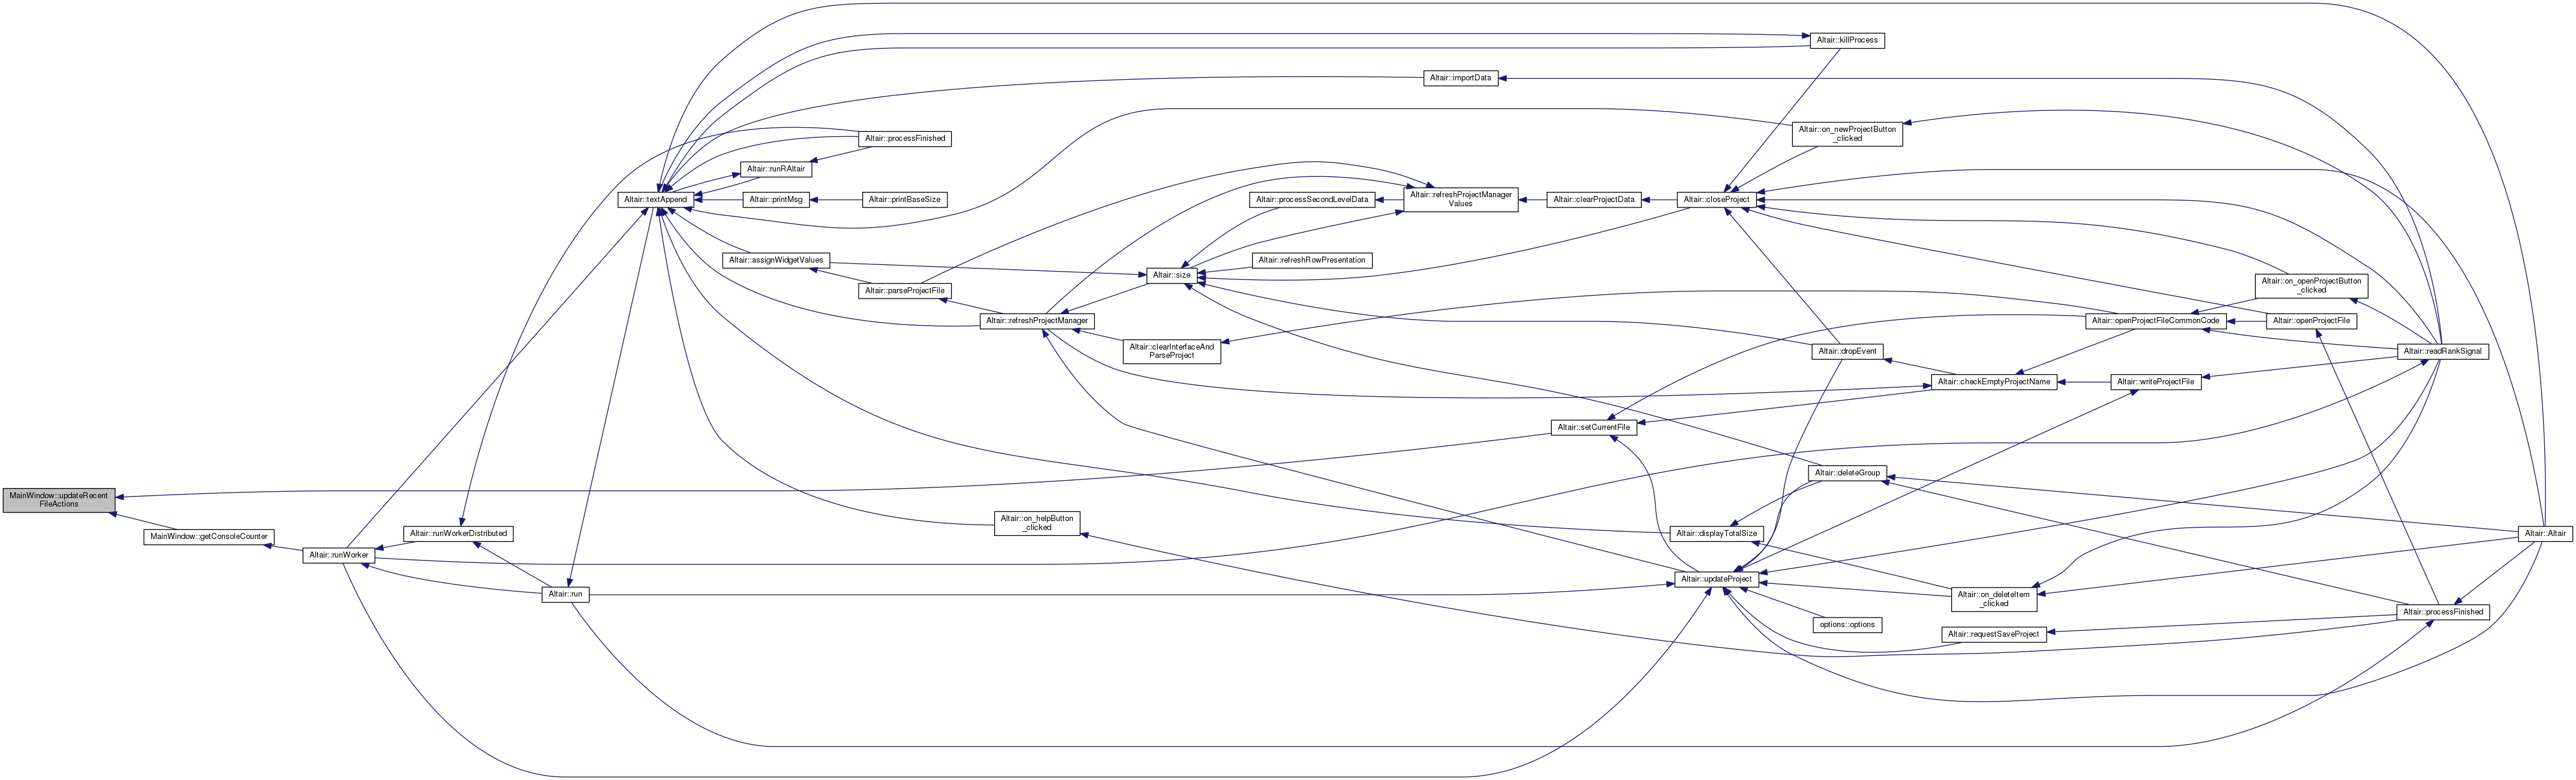 MainWindow::updateRecent
FileActions
MainWindow::getConsoleCounter
Altair::runWorker
Altair::runWorkerDistributed
Altair::run
Altair::textAppend
Altair::assignWidgetValues
Altair::runRAltair
Altair::printMsg
Altair::processFinished
Altair::printBaseSize
Altair::parseProjectFile
Altair::refreshProjectManager
Altair::on_helpButton
_clicked
Altair::clearInterfaceAnd
ParseProject
Altair::size
Altair::processSecondLevelData
Altair::refreshRowPresentation
Altair::importData
Altair::refreshProjectManager
Values
Altair::clearProjectData
Altair::setCurrentFile
Altair::closeProject
Altair::displayTotalSize
Altair::updateProject
Altair::killProcess
Altair::on_newProjectButton
_clicked
Altair::dropEvent
Altair::deleteGroup
options::options
Altair::checkEmptyProjectName
Altair::on_deleteItem
_clicked
Altair::requestSaveProject
Altair::openProjectFileCommonCode
Altair::writeProjectFile
Altair::on_openProjectButton
_clicked
Altair::openProjectFile
Altair::readRankSignal
Altair::processFinished
Altair::Altair